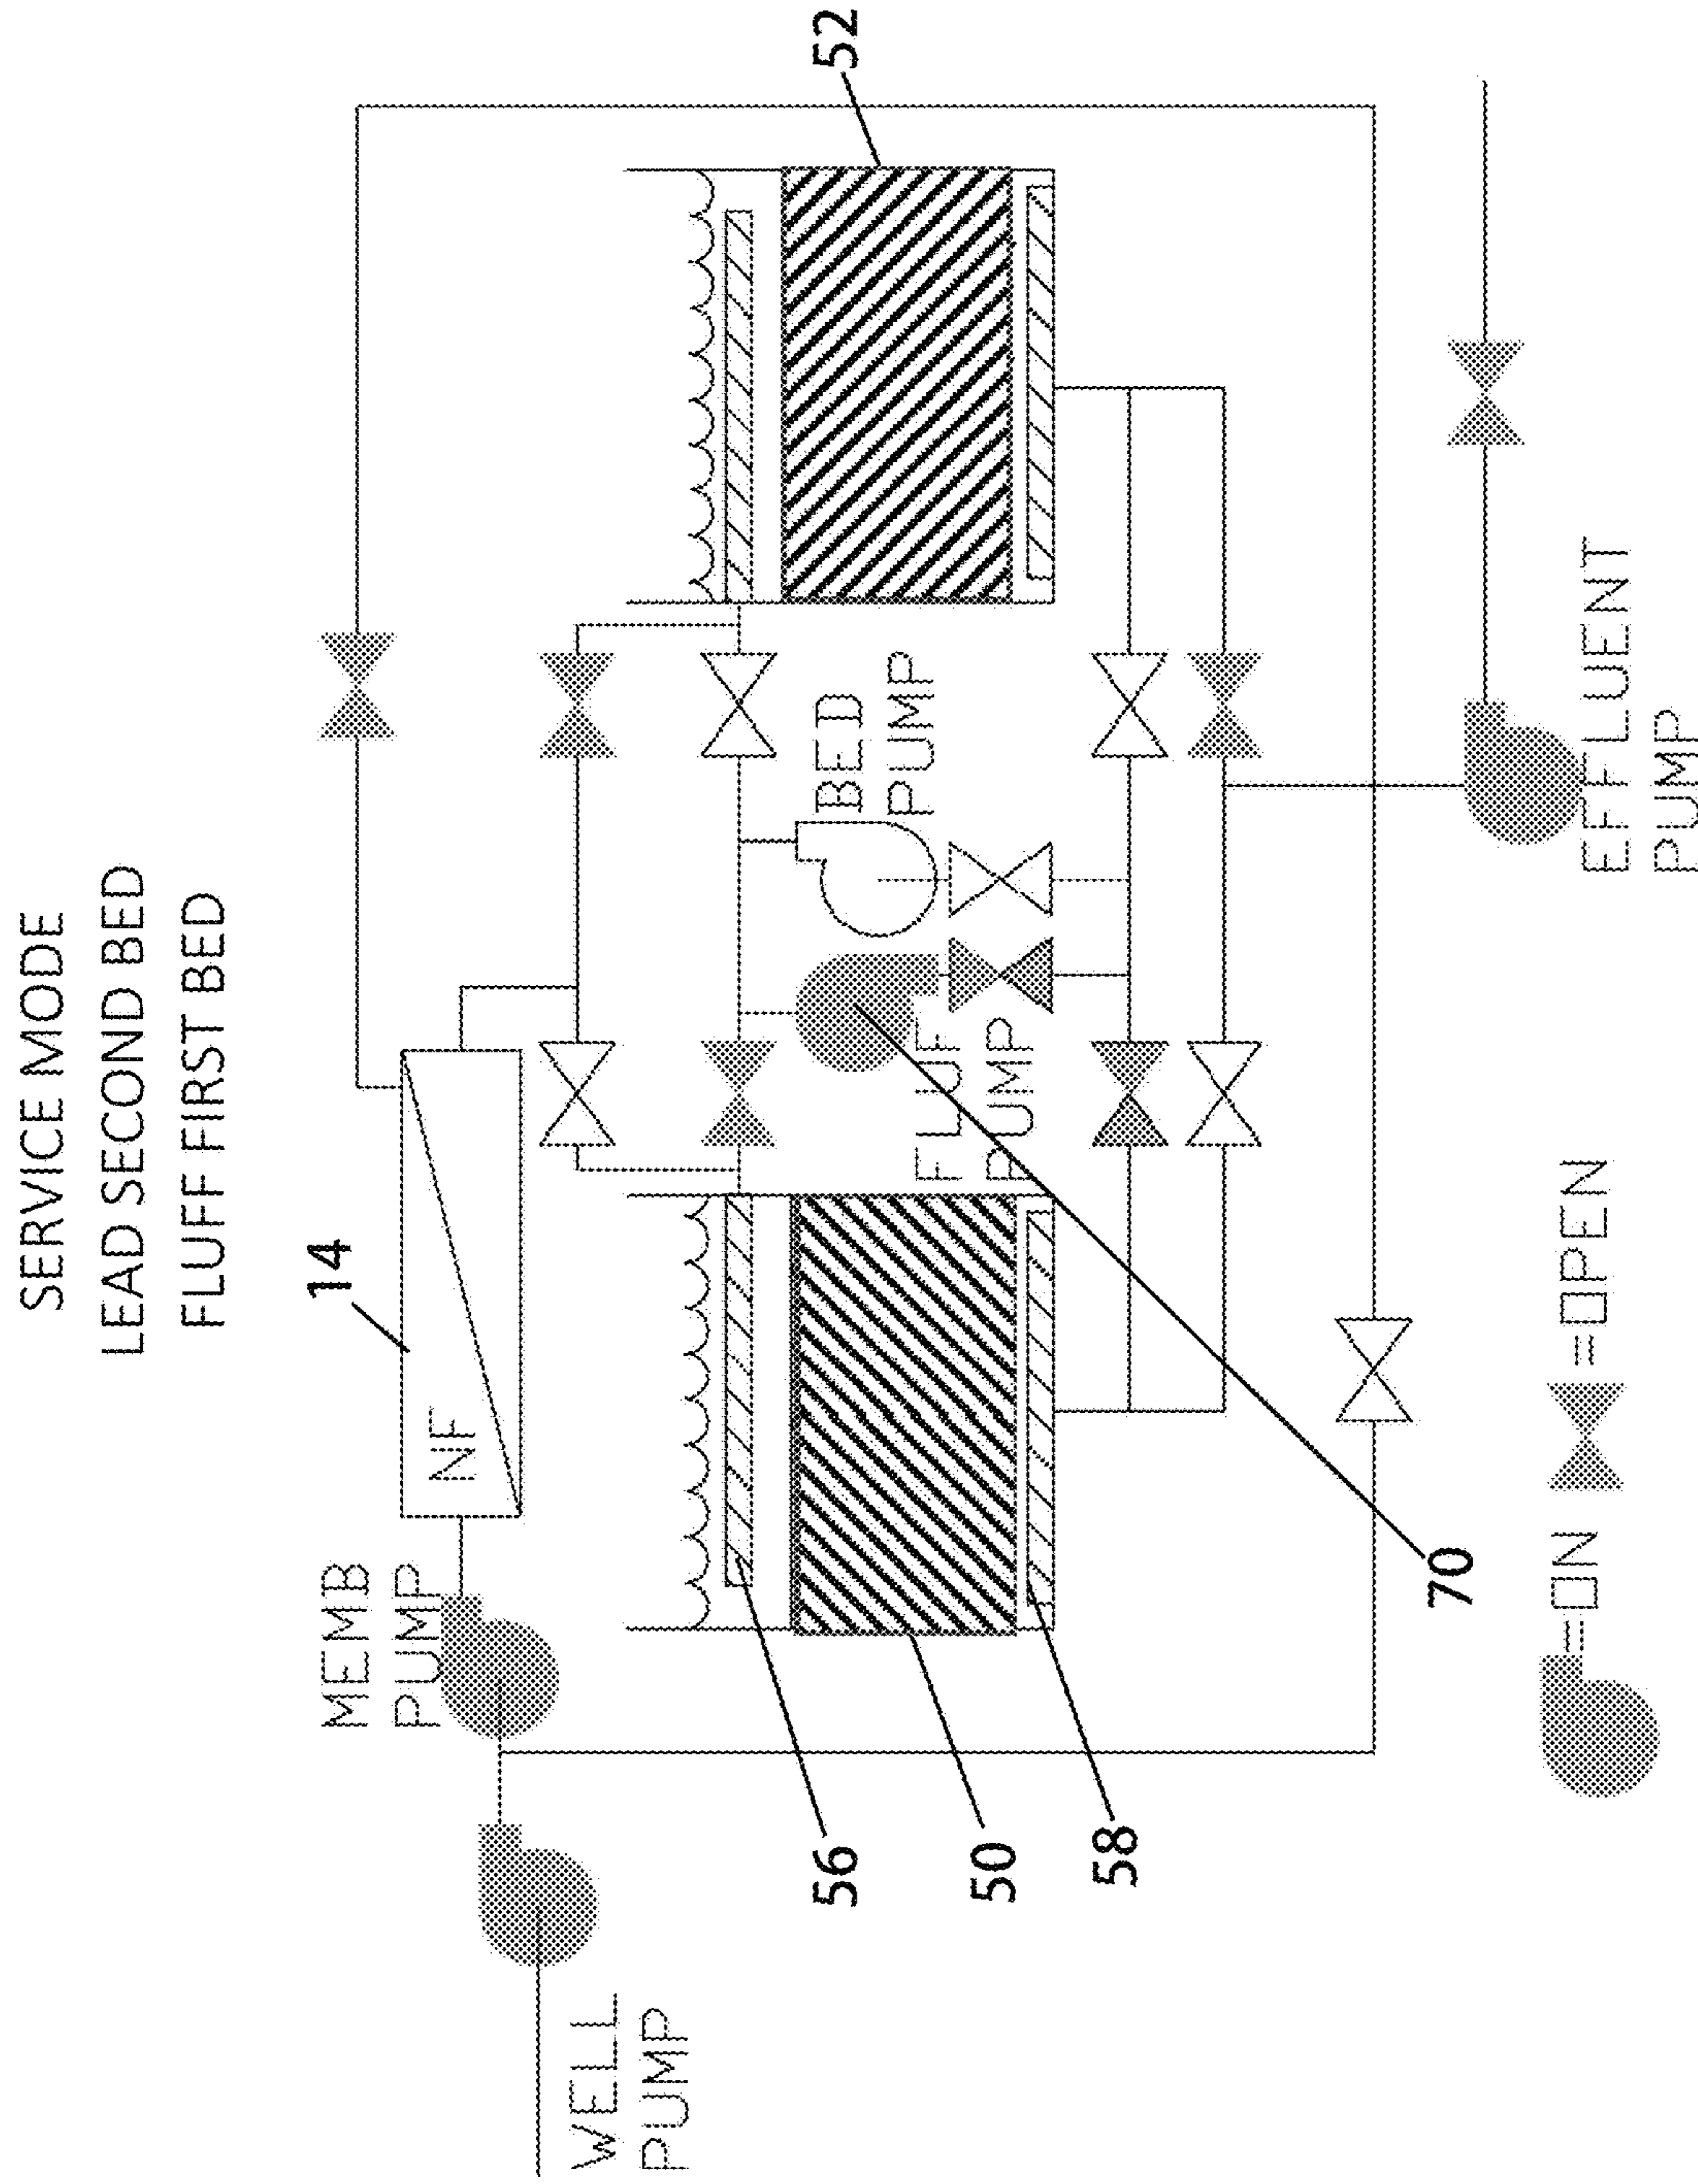 SERVICE MODE
LEAD SECOND BED
FLUFF FIRST BED
14
NF
MEMB
PUMP
WELL
PUMP
52
BED
PUMP
FLUF
PUMP
56
50
58
70
EFFLUENT
PUMP
=ON
=OPEN